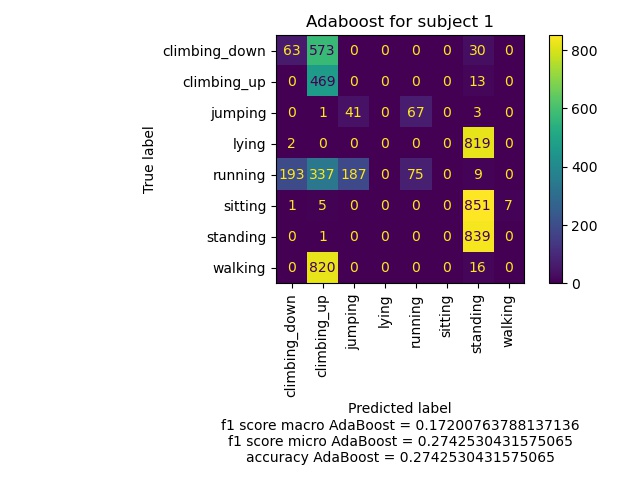 Adaboost for subject 1
True label
climbing_down 63 573 0 0 0 0 30 0
climbing_up 0 469 0 0 0 0 13 0
jumping 0 1 41 0 67 0 3 0
lying 2 0 0 0 0 0 819 0
running 193 337 187 0 75 0 9 0
sitting 1 5 0 0 0 0 851 7
standing 0 1 0 0 0 0 839 0
walking 0 820 0 0 0 0 16 0
climbing_down climbing_up jumping lying running sitting standing walking
800
600
400
200
0
Predicted label
f1 score macro AdaBoost = 0.17200763788137136
f1 score micro AdaBoost = 0.2742530431575065
accuracy AdaBoost = 0.2742530431575065